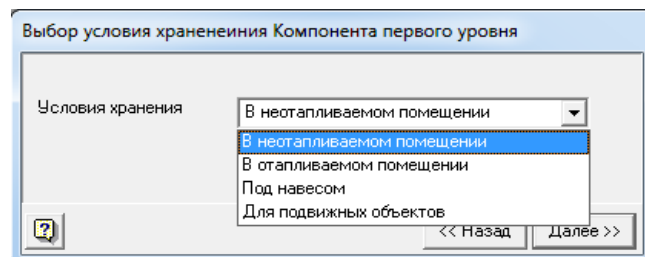 Выбор условия храненеиния Компонента первого уровня
Условия хранения
В неотапливаемом помещении
В неотапливаемом помещении
В отапливаемом помещении
Под навесом
Для подвижных объектов
<< Назад
Далее >>